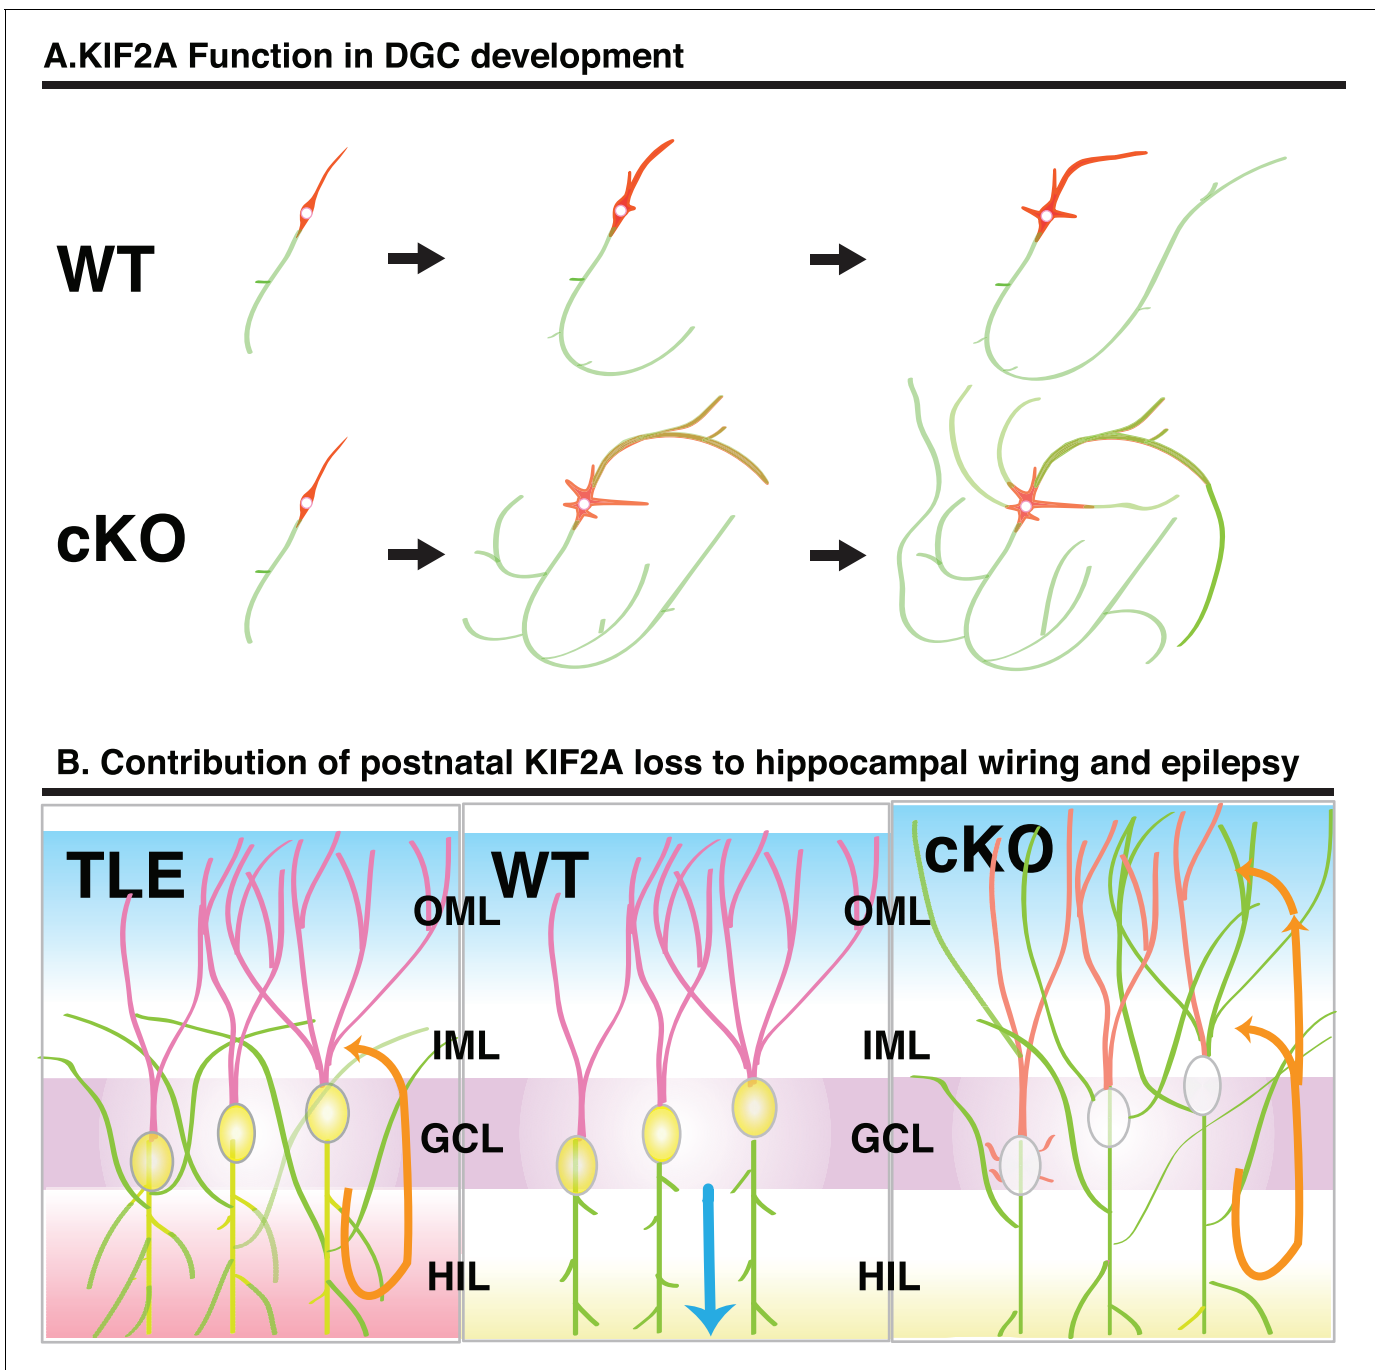 A.KIF2A Function in DGC development
WT
cKO
B. Contribution of postnatal KIF2A loss to hippocampal wiring and epilepsy
TLE
WT
cKO
OML
OML
IML
IML
GCL
GCL
HIL
HIL